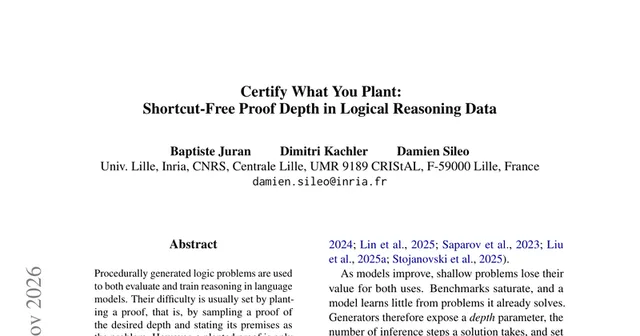 Certify What You Plant:
Shortcut-Free Proof Depth in Logical Reasoning Data
Baptiste Juran Dimitri Kachler Damien Sileo
Univ. Lille, Inria, CNRS, Centrale Lille, UMR 9189 CRIStAL, F-59000 Lille, France
damien.sileo@inria.fr
ov 2026
Abstract
Procedurally generated logic problems are used
to both evaluate and train reasoning in language
models. Their difficulty is usually set by plant-
ing a proof, that is, by sampling a proof of
the desired depth and stating its premises as
2024; Lin et al., 2025; Saparov et al., 2023; Liu
et al., 2025a; Stojanovski et al., 2025).
As models improve, shallow problems lose their
value for both uses. Benchmarks saturate, and a
model learns little from problems it already solves.
Generators therefore expose a depth parameter, the
number of inference steps a solution takes, and set